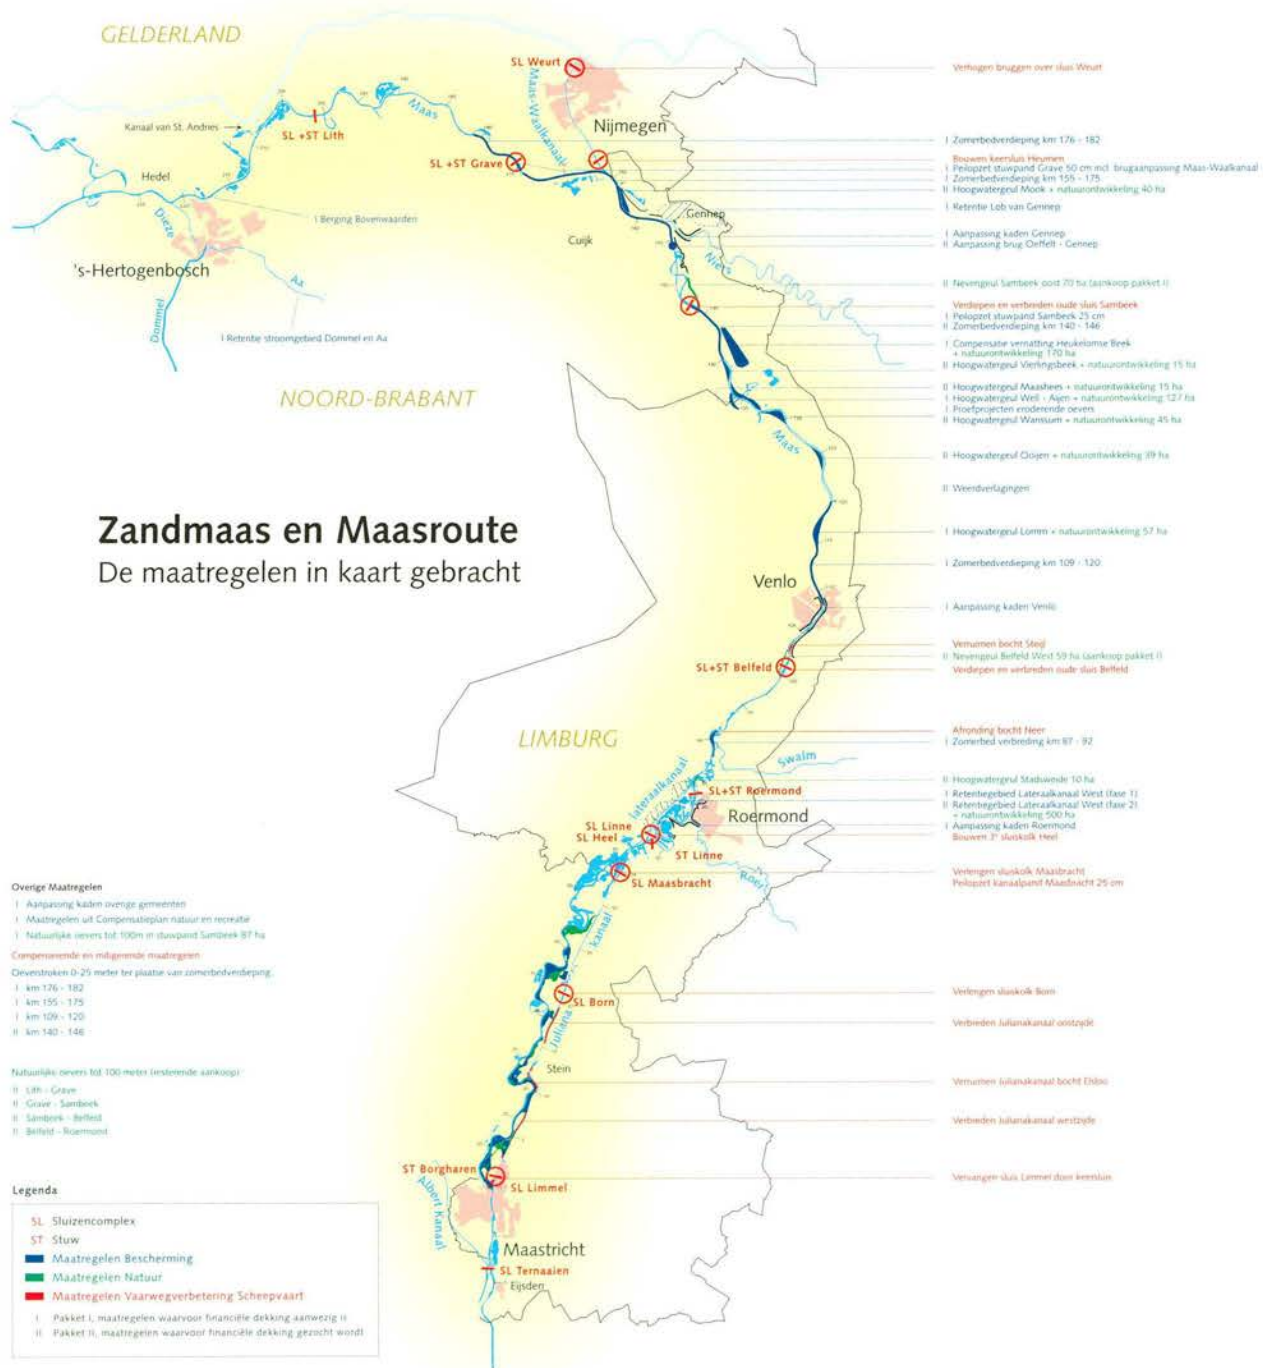 GELDERLAND
SL Weurt
Verhogen bruggen over sluis Weurt
Maas
Maas-Waalkanaal
Nijmegen
Kanaal van St. Andries
SL +ST Lith
SL +ST Grave
I Zomerbedverdieping km 176 - 182
Bouwen keersluis Heumen
I Peilopzet stuwpand Grave 50 cm incl. brugaanpassing Maas-Waalkanaal
I Zomerbedverdieping km 155 - 175
II Hoogwatergeul Mook + natuurontwikkeling 40 ha
Hedel
Dieze
I Berging Bovenwaarden
I Retentie Lob van Gennep
Gennep
Cuijk
I Aanpassing kaden Gennep
II Aanpassing brug Oeffelt - Gennep
Niers
's-Hertogenbosch
Aa
Dommel
II Nevengeul Sambeek oost 70 ha (aankoop pakket I)
Verdiepen en verbreden oude sluis Sambeek
I Peilopzet stuwpand Sambeek 25 cm
II Zomerbedverdieping km 140 - 146
I Retentie stroomgebied Dommel en Aa
I Compensatie vernatting Heukelomse Beek
+ natuurontwikkeling 170 ha
II Hoogwatergeul Vierlingsbeek + natuurontwikkeling 15 ha
II Hoogwatergeul Maashees + natuurontwikkeling 15 ha
I Hoogwatergeul Well - Aijen + natuurontwikkeling 127 ha
I Proefprojecten eroderende oevers
II Hoogwatergeul Wanssum + natuurontwikkeling 45 ha
NOORD-BRABANT
Maas
II Hoogwatergeul Ooijen + natuurontwikkeling 39 ha
II Weerdverlagingen
Zandmaas en Maasroute
De maatregelen in kaart gebracht
I Hoogwatergeul Lomm + natuurontwikkeling 57 ha
I Zomerbedverdieping km 109 - 120
Venlo
I Aanpassing kaden Venlo
Verruimen bocht Steijl
II Nevengeul Belfeld West 59 ha (aankoop pakket I)
Verdiepen en verbreden oude sluis Belfeld
SL+ST Belfeld
LIMBURG
Afronding bocht Neer
I Zomerbed verbreding km 87 - 92
Swalm
lateraalkanaal
II Hoogwatergeul Stadsweide 10 ha
SL+ST Roermond
I Retentiegebied Lateraalkanaal West (fase 1)
II Retentiegebied Lateraalkanaal West (fase 2)
+ natuurontwikkeling 500 ha
Roermond
I Aanpassing kaden Roermond
Bouwen 3e sluiskolk Heel
SL Linne
SL Heel
ST Linne
Roer
SL Maasbracht
Verlengen sluiskolk Maasbracht
Peilopzet kanaalpand Maasbracht 25 cm
Overige Maatregelen
I Aanpassing kaden overige gemeenten
I Maatregelen uit Compensatieplan natuur en recreatie
I Natuurlijke oevers tot 100m in stuwpand Sambeek 87 ha
Compenserende en mitigerende maatregelen
Oeverstroken 0-25 meter ter plaatse van zomerbedverdieping
I km 176 - 182
I km 155 - 175
I km 109 - 120
II km 140 - 146
kanaal
Juliana
SL Born
Verlengen sluiskolk Born
Verbreden Julianakanaal oostzijde
Stein
Natuurlijke oevers tot 100 meter (resterende aankoop)
II Lith - Grave
II Grave - Sambeek
II Sambeek - Belfeld
II Belfeld - Roermond
Verruimen Julianakanaal bocht Elsloo
Verbreden Julianakanaal westzijde
ST Borgharen
SL Limmel
Vervangen sluis Limmel door keersluis
Albert Kanaal
Maastricht
SL Ternaaien
Eijsden
Legenda
SL Sluizencomplex
ST Stuw
Maatregelen Bescherming
Maatregelen Natuur
Maatregelen Vaarwegverbetering Scheepvaart
I Pakket I, maatregelen waarvoor financiële dekking aanwezig is
II Pakket II, maatregelen waarvoor financiële dekking gezocht wordt